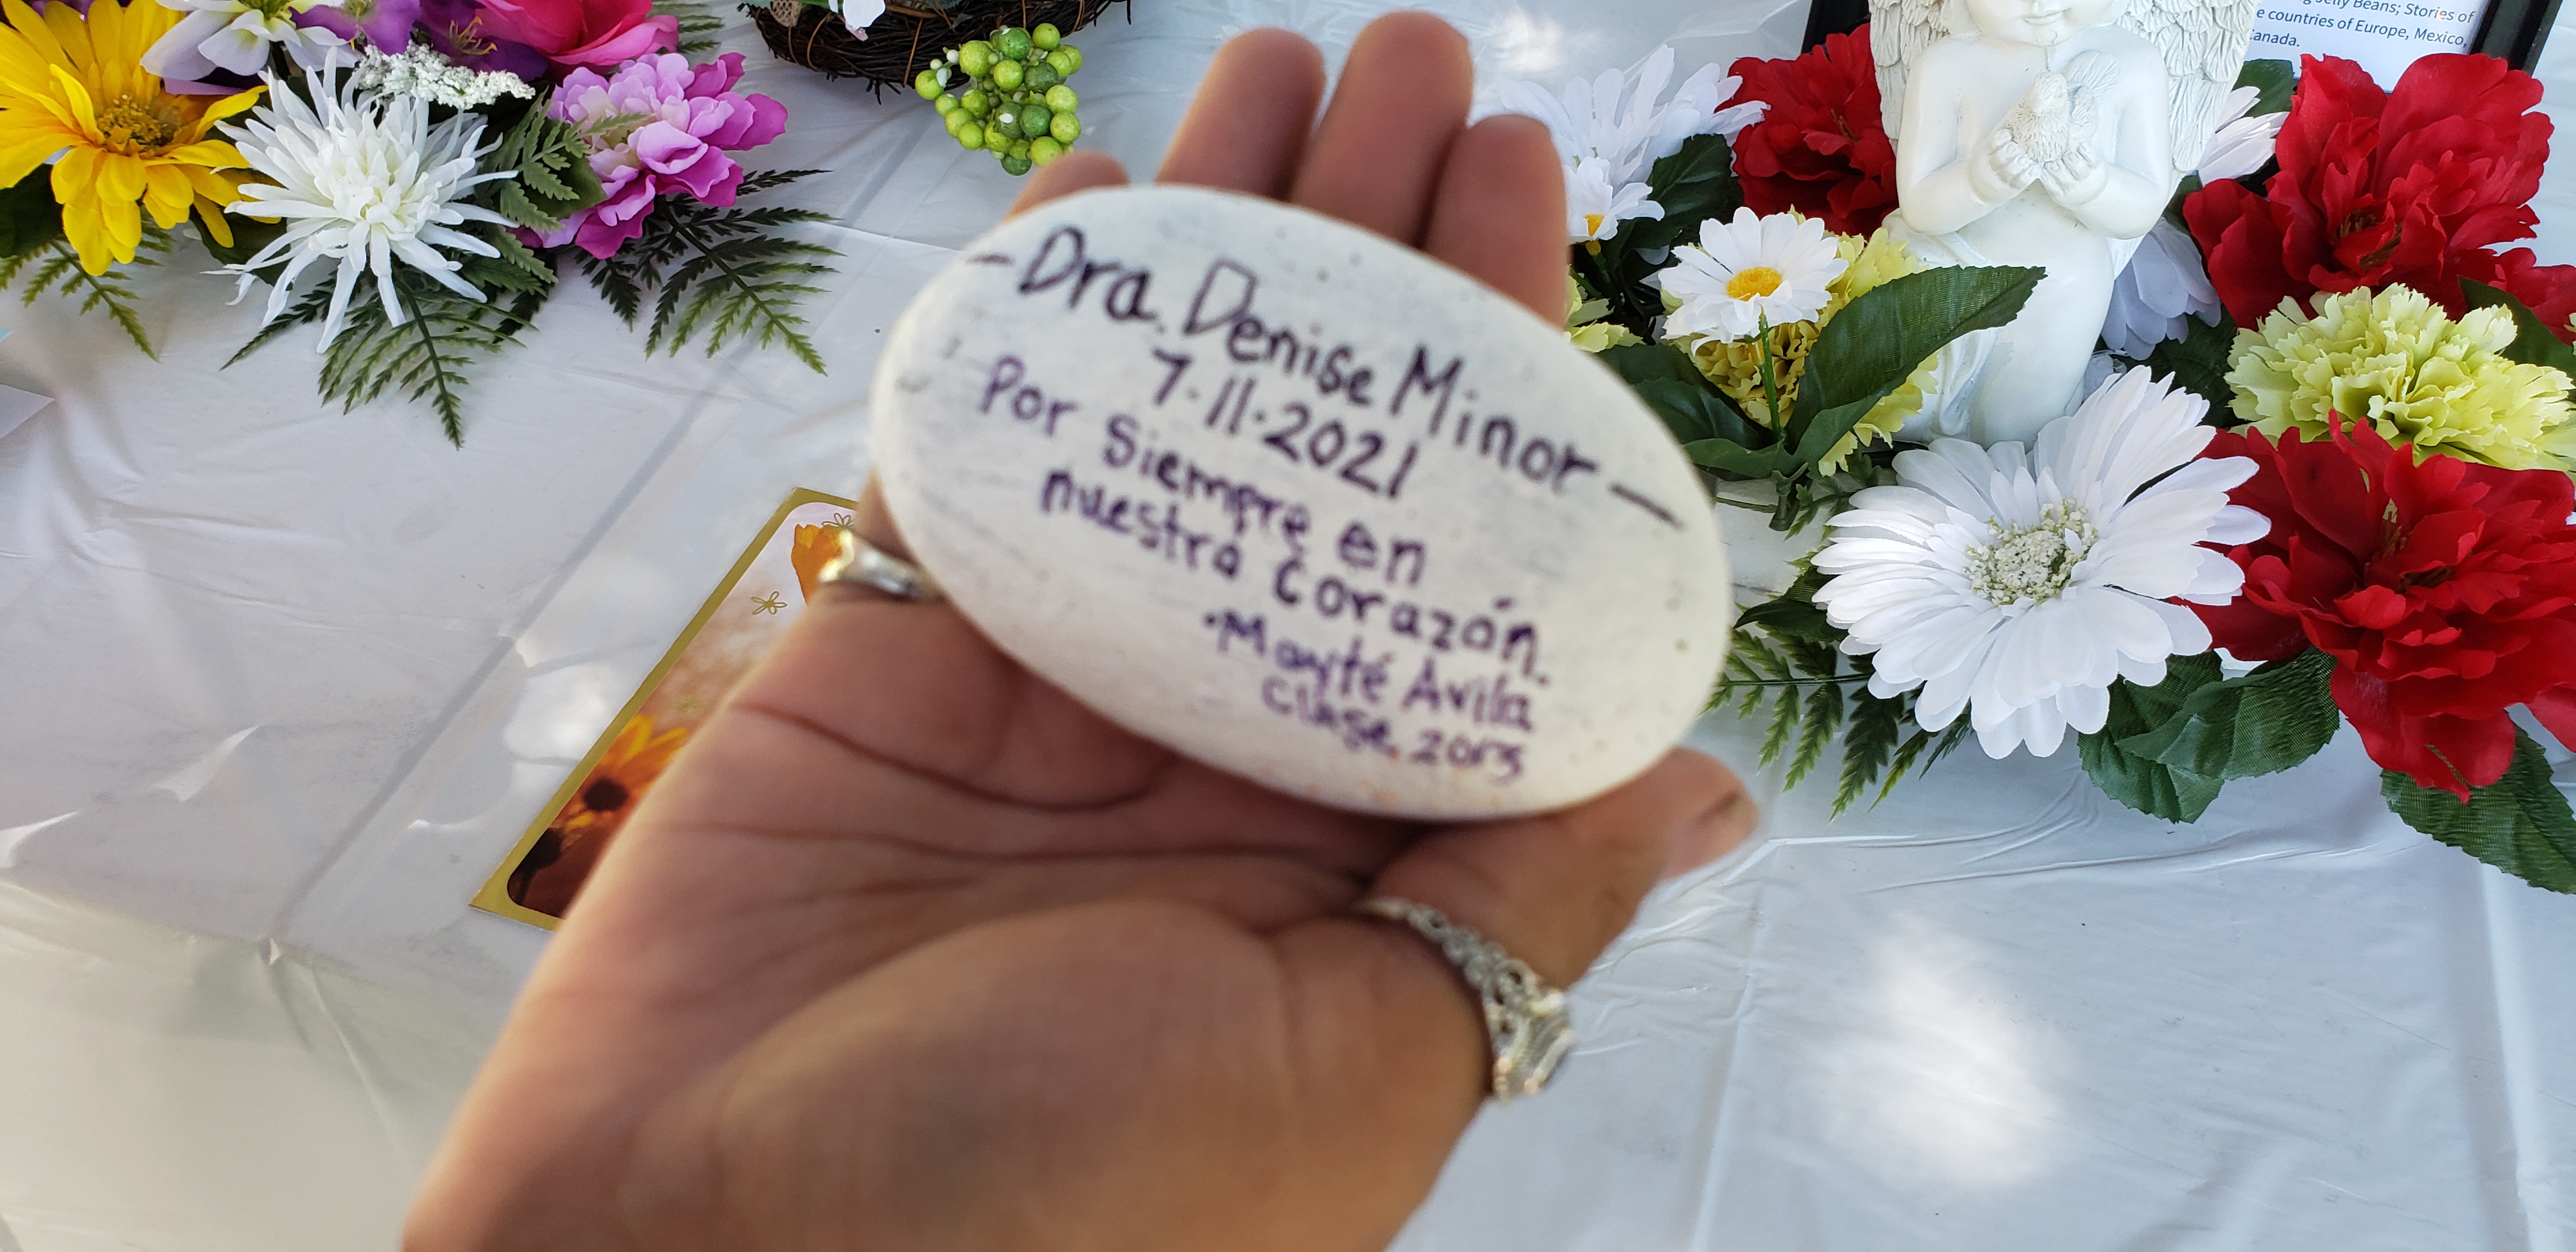 -Dra. Denise Minor-
7.11.2021
Por Siempre en
nuestro Corazón.
•Mayté Avila
Clase. 2015
Jelly Beans; Stories of
e countries of Europe, Mexico,
Canada.